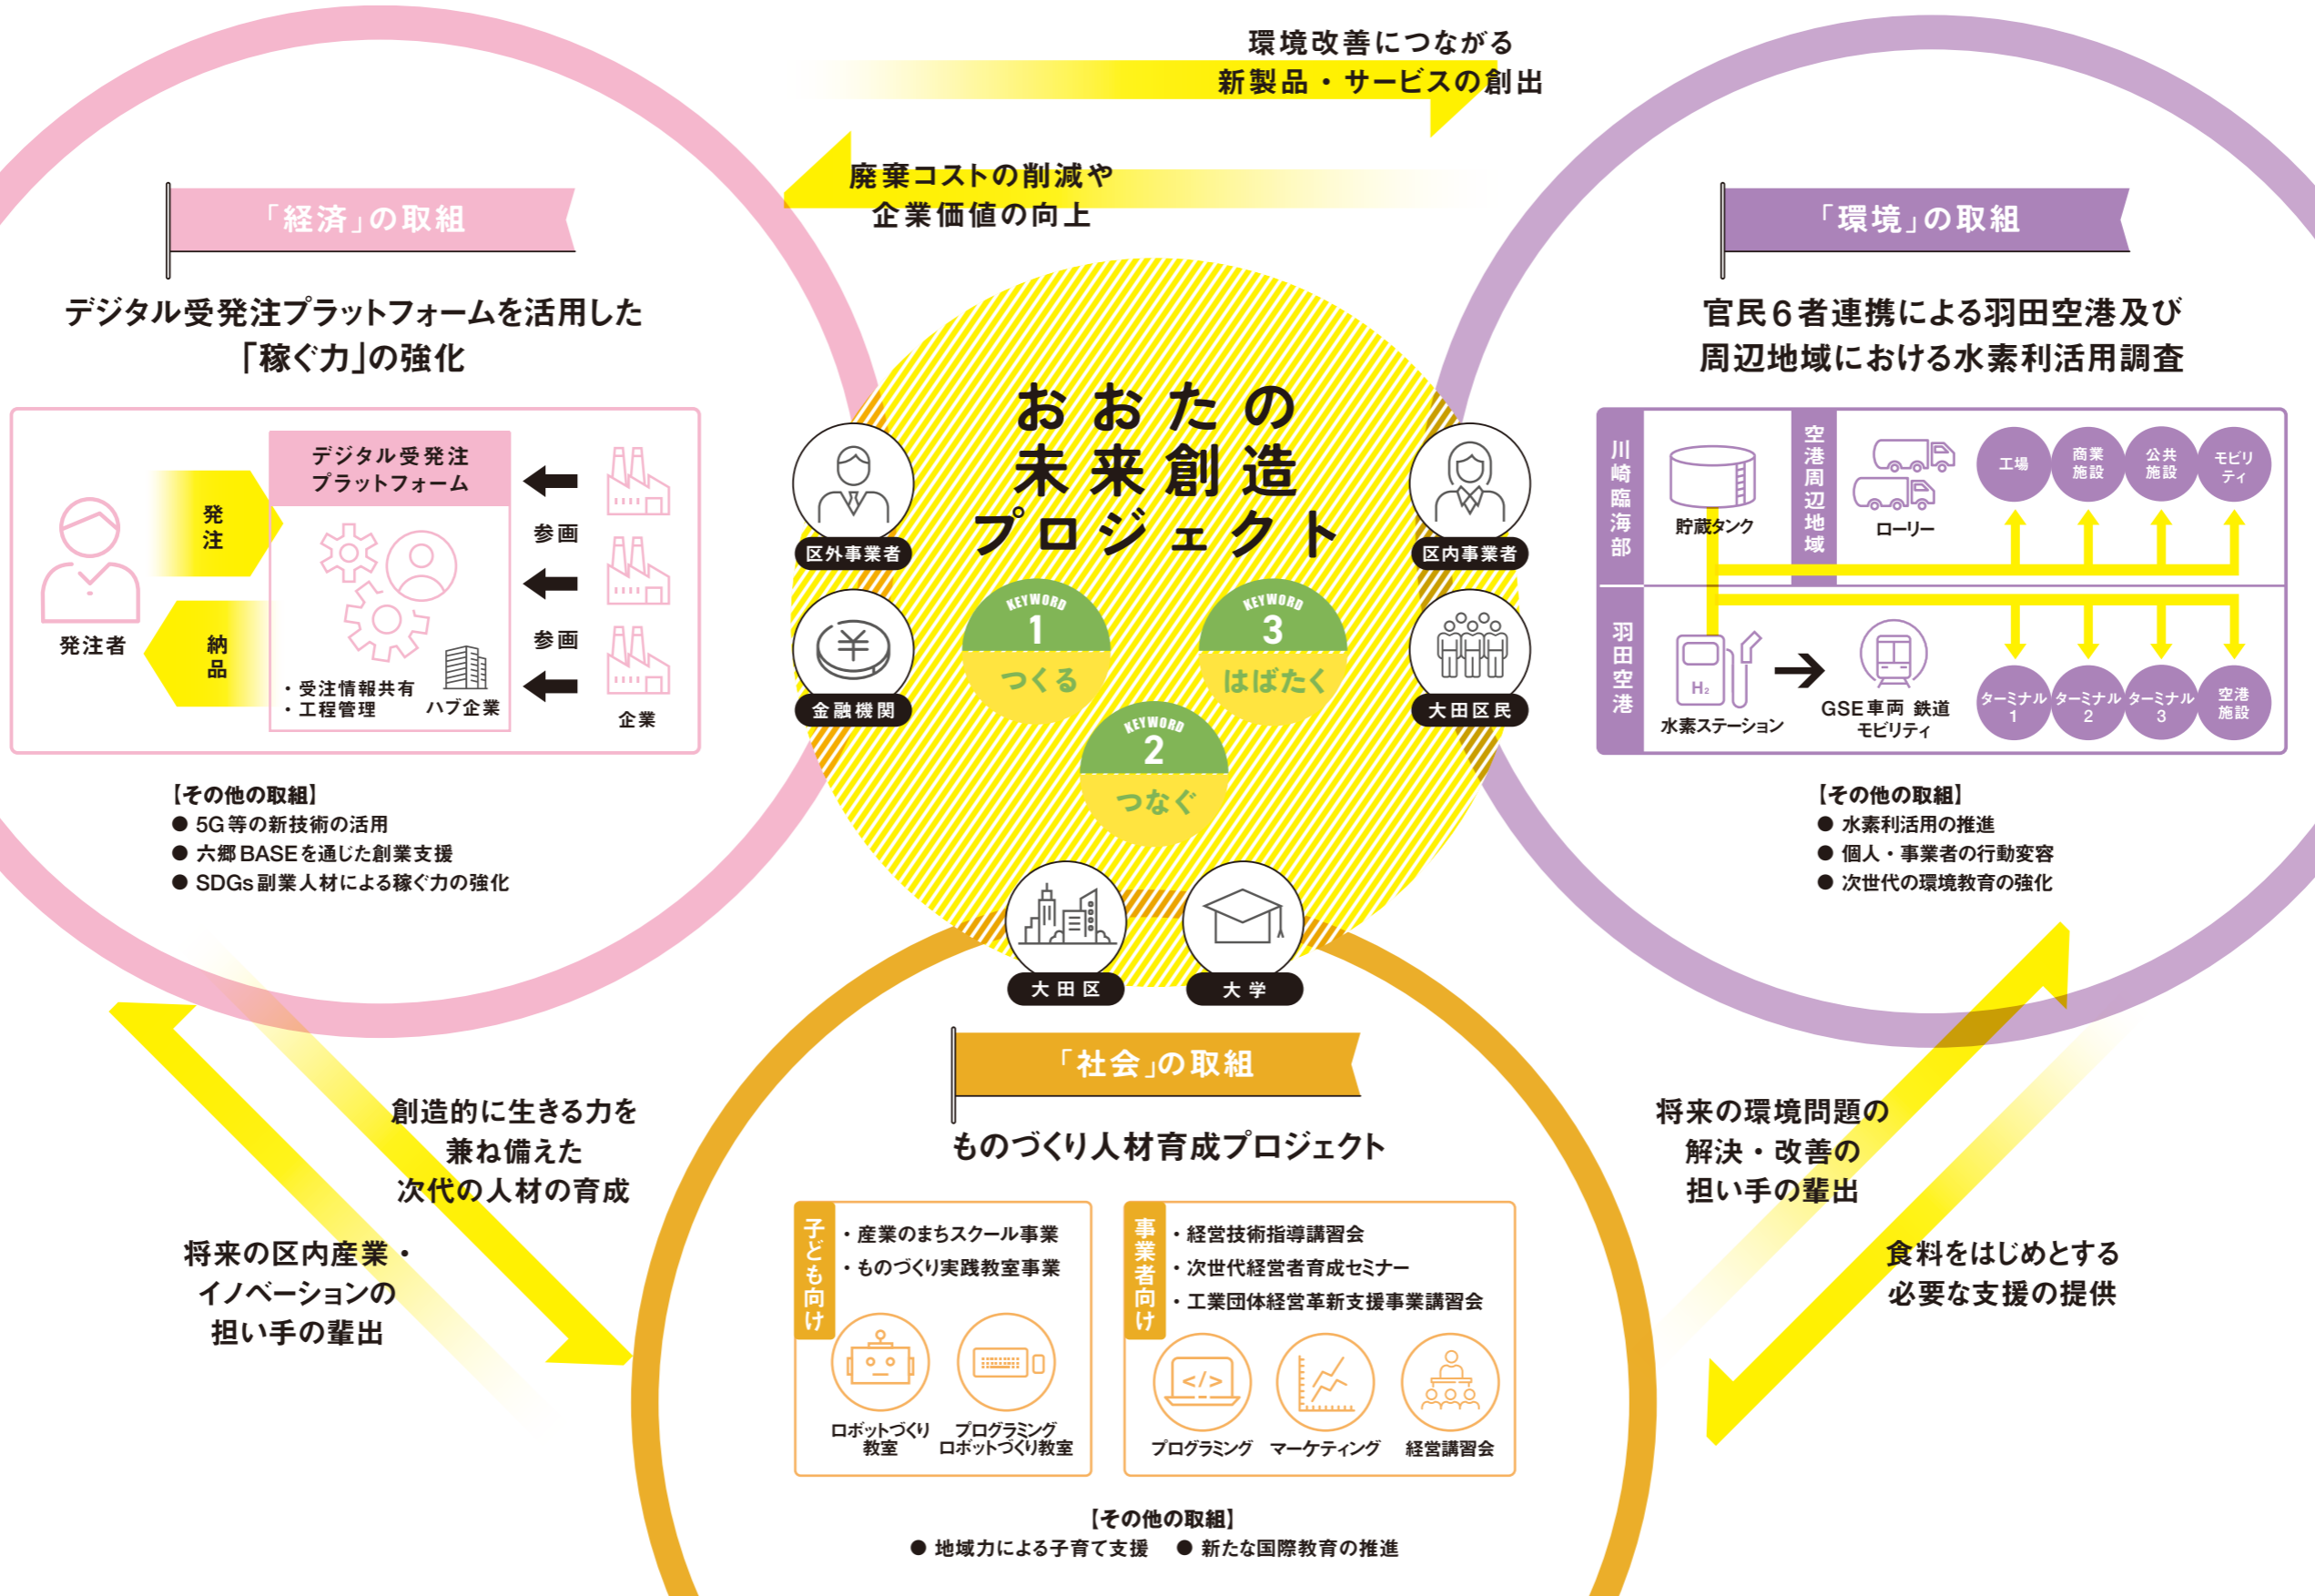 環境改善につながる
新製品・サービスの創出
廃棄コストの削減や
企業価値の向上
「経済」の取組
デジタル受発注プラットフォームを活用した
「稼ぐ力」の強化
発注者
発注
納品
デジタル受発注
プラットフォーム
・受注情報共有
・工程管理
ハブ企業
参画
参画
企業
【その他の取組】
● 5G等の新技術の活用
● 六郷BASEを通じた創業支援
● SDGs副業人材による稼ぐ力の強化
おおたの
未来創造
プロジェクト
KEYWORD
1
つくる
KEYWORD
3
はばたく
KEYWORD
2
つなぐ
区外事業者
金融機関
区内事業者
大田区民
大田区
大学
「環境」の取組
官民6者連携による羽田空港及び
周辺地域における水素利活用調査
川崎臨海部
貯蔵タンク
空港周辺地域
ローリー
工場
商業
施設
公共
施設
モビリ
ティ
羽田空港
H₂
水素ステーション
GSE車両 鉄道
モビリティ
ターミナル
1
ターミナル
2
ターミナル
3
空港
施設
【その他の取組】
● 水素利活用の推進
● 個人・事業者の行動変容
● 次世代の環境教育の強化
創造的に生きる力を
兼ね備えた
次代の人材の育成
将来の区内産業・
イノベーションの
担い手の輩出
「社会」の取組
ものづくり人材育成プロジェクト
子ども向け
・産業のまちスクール事業
・ものづくり実践教室事業
ロボットづくり
教室
プログラミング
ロボットづくり教室
事業者向け
・経営技術指導講習会
・次世代経営者育成セミナー
・工業団体経営革新支援事業講習会
</>
プログラミング
マーケティング
経営講習会
【その他の取組】
● 地域力による子育て支援 ● 新たな国際教育の推進
将来の環境問題の
解決・改善の
担い手の輩出
食料をはじめとする
必要な支援の提供